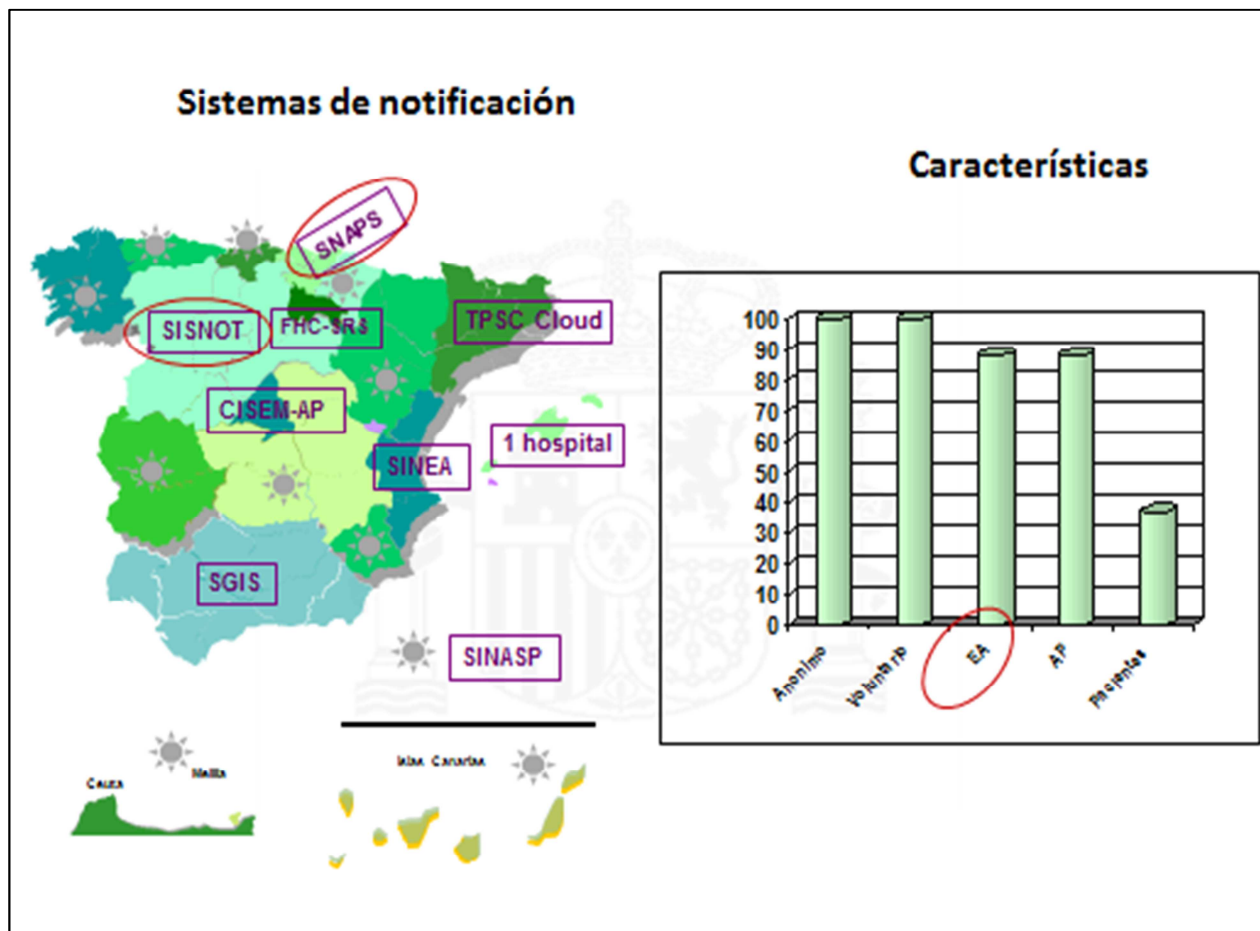 Sistemas de notificación
Características
SNAPS
SISNOT
FHC-SRS
TPSC Cloud
CISEM-AP
1 hospital
SINEA
SGIS
SINASP
Ceuta
Melilla
Islas Canarias
100
90
80
70
60
50
40
30
20
10
0
Anonimo
Voluntario
EA
AP
Pacientes